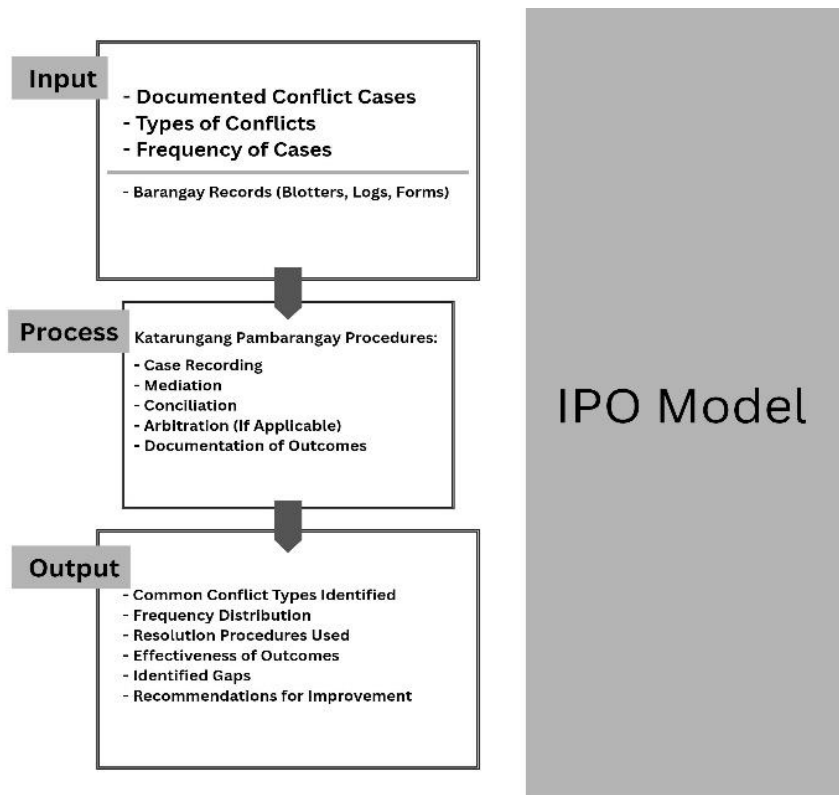 Input
- Documented Conflict Cases
- Types of Conflicts
- Frequency of Cases
- Barangay Records (Blotters, Logs, Forms)
Process
Katarungang Pambarangay Procedures:
- Case Recording
- Mediation
- Conciliation
- Arbitration (If Applicable)
- Documentation of Outcomes
Output
- Common Conflict Types Identified
- Frequency Distribution
- Resolution Procedures Used
- Effectiveness of Outcomes
- Identified Gaps
- Recommendations for Improvement
IPO Model